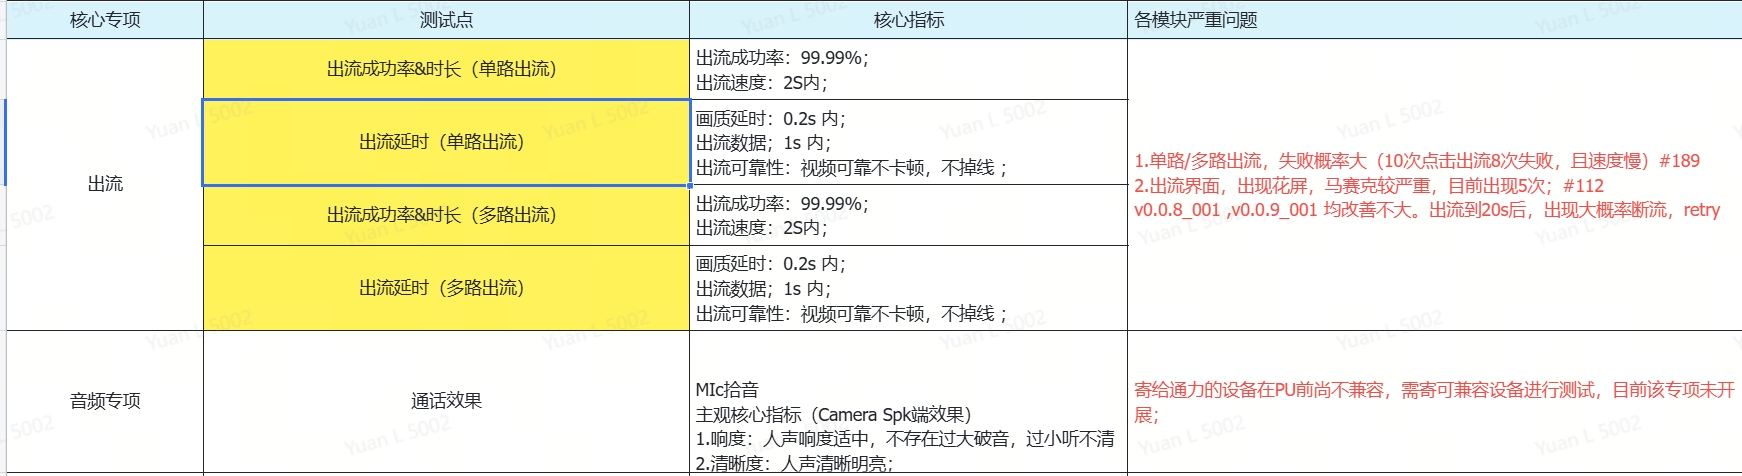 核心专项
测试点
核心指标
各模块严重问题
出流
出流成功率&时长（单路出流）
出流成功率：99.99%；
出流速度：2S内；
出流延时（单路出流）
画质延时：0.2s 内；
出流数据；1s 内；
出流可靠性：视频可靠不卡顿，不掉线 ；
出流成功率&时长（多路出流）
出流成功率：99.99%；
出流速度：2S内；
出流延时（多路出流）
画质延时：0.2s 内；
出流数据；1s 内；
出流可靠性：视频可靠不卡顿，不掉线 ；
1.单路/多路出流，失败概率大（10次点击出流8次失败，且速度慢）#189
2.出流界面，出现花屏，马赛克较严重，目前出现5次；#112
v0.0.8_001 ,v0.0.9_001 均改善不大。出流到20s后，出现大概率断流，retry
音频专项
通话效果
MIc拾音
主观核心指标（Camera Spk端效果）
1.响度：人声响度适中，不存在过大破音，过小听不清
2.清晰度：人声清晰明亮；
寄给通力的设备在PU前尚不兼容，需寄可兼容设备进行测试，目前该专项未开
展；
Yuan L 5002